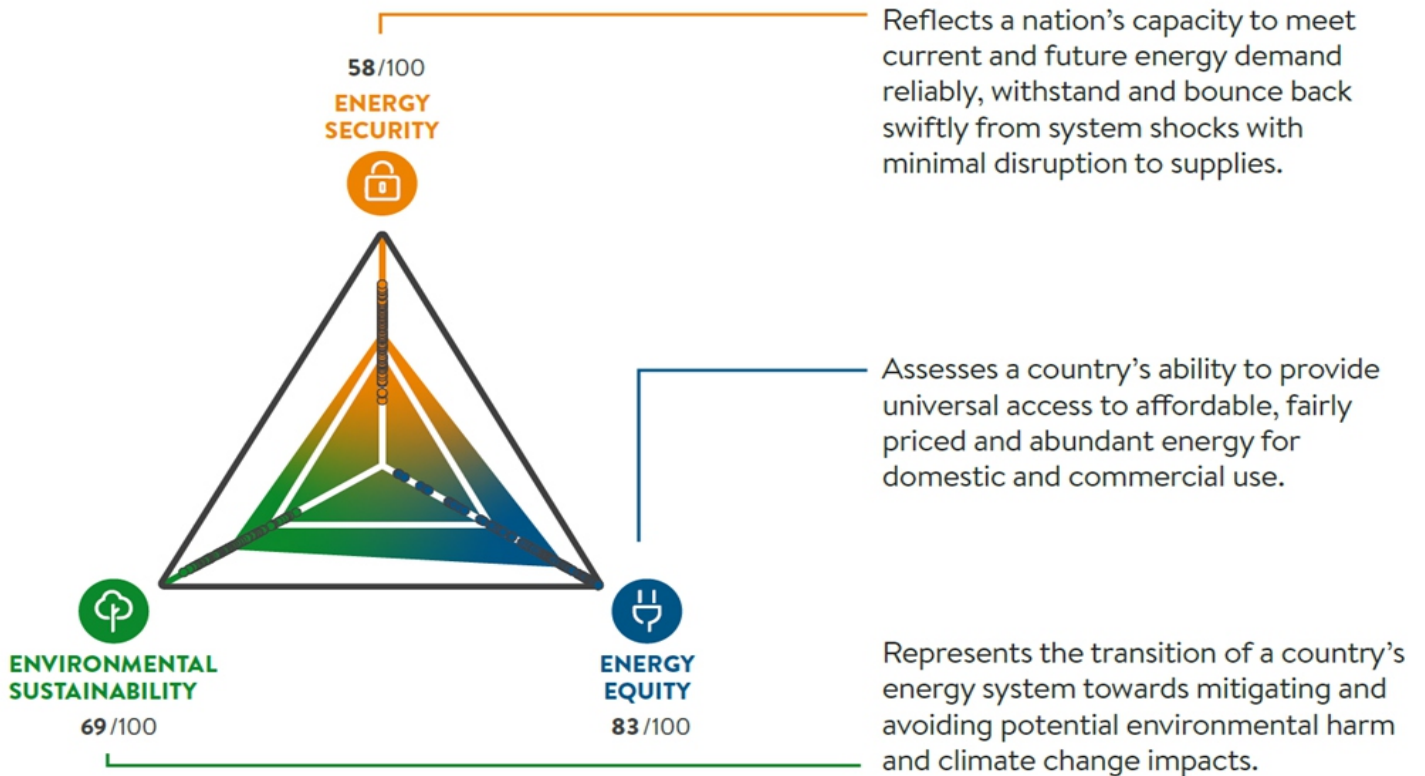 58/100
ENERGY
SECURITY
Reflects a nation’s capacity to meet
current and future energy demand
reliably, withstand and bounce back
swiftly from system shocks with
minimal disruption to supplies.
Assesses a country’s ability to provide
universal access to affordable, fairly
priced and abundant energy for
domestic and commercial use.
ENVIRONMENTAL
SUSTAINABILITY
69/100
ENERGY
EQUITY
83/100
Represents the transition of a country’s
energy system towards mitigating and
avoiding potential environmental harm
and climate change impacts.